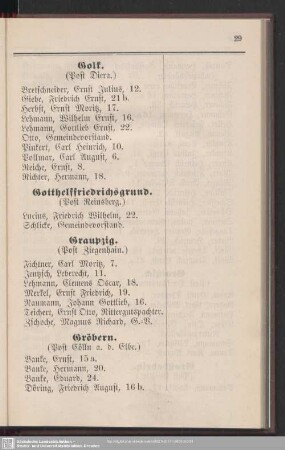 29
Golk.
(Post Diera.)
Bretschneider, Ernst Julius, 12.
Giebe, Friedrich Ernst, 21 b.
Herbst, Ernst Moritz, 17.
Lehmann, Wilhelm Ernst, 16.
Lehmann, Gottlieb Ernst, 22.
Otto, Gemeindevorstand.
Pinkert, Carl Heinrich, 10.
Pollmar, Carl August, 6.
Reiche, Ernst, 8.
Richter, Hermann, 18.
Gotthelffriedrichsgrund.
(Post Reinsberg.)
Lucius, Friedrich Wilhelm, 22.
Schlicke, Gemeindevorstand.
Graupzig.
(Post Ziegenhain.)
Fichtner, Carl Moritz, 7.
Jentzsch, Leberecht, 11.
Lehmann, Clemens Oscar, 18.
Merkel, Ernst Friedrich, 19.
Naumann, Johann Gottlieb, 16.
Teichert, Ernst Otto, Rittergutspachter.
Zschoche, Magnus Richard, G.-V.
Gröbern.
(Post Cölln a. d. Elbe.)
Banke, Ernst, 15 a.
Banke, Hermann, 20.
Banke, Eduard, 24.
Döring, Friedrich August, 16 b.